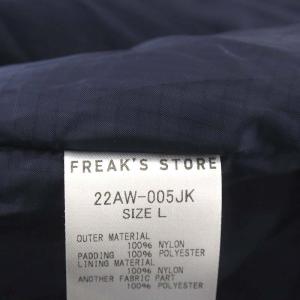 FREAK'S STORE
22AW-005JK
SIZE L
OUTER MATERIAL
100% NYLON
PADDING 100% POLYESTER
LINING MATERIAL
100% NYLON
ANOTHER FABRIC PART
100% POLYESTER